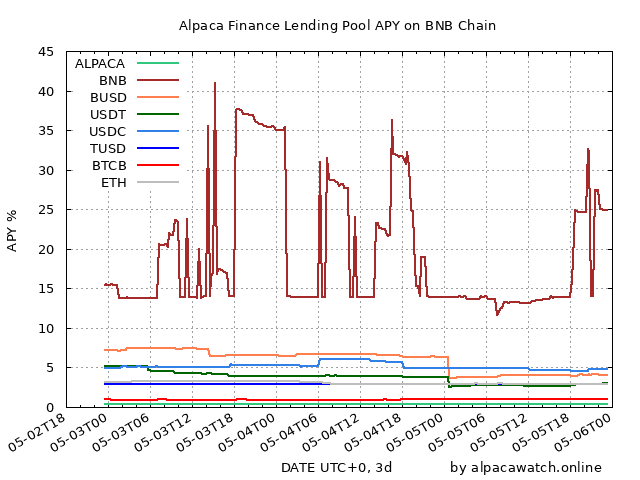 Alpaca Finance Lending Pool APY on BNB Chain
45
40
35
30
25
20
15
10
5
0
APY %
ALPACA
BNB
BUSD
USDT
USDC
TUSD
BTCB
ETH
05-02T18
05-03T00
05-03T06
05-03T12
05-03T18
05-04T00
05-04T06
05-04T12
05-04T18
05-05T00
05-05T06
05-05T12
05-05T18
05-06T00
DATE UTC+0, 3d
by alpacawatch.online